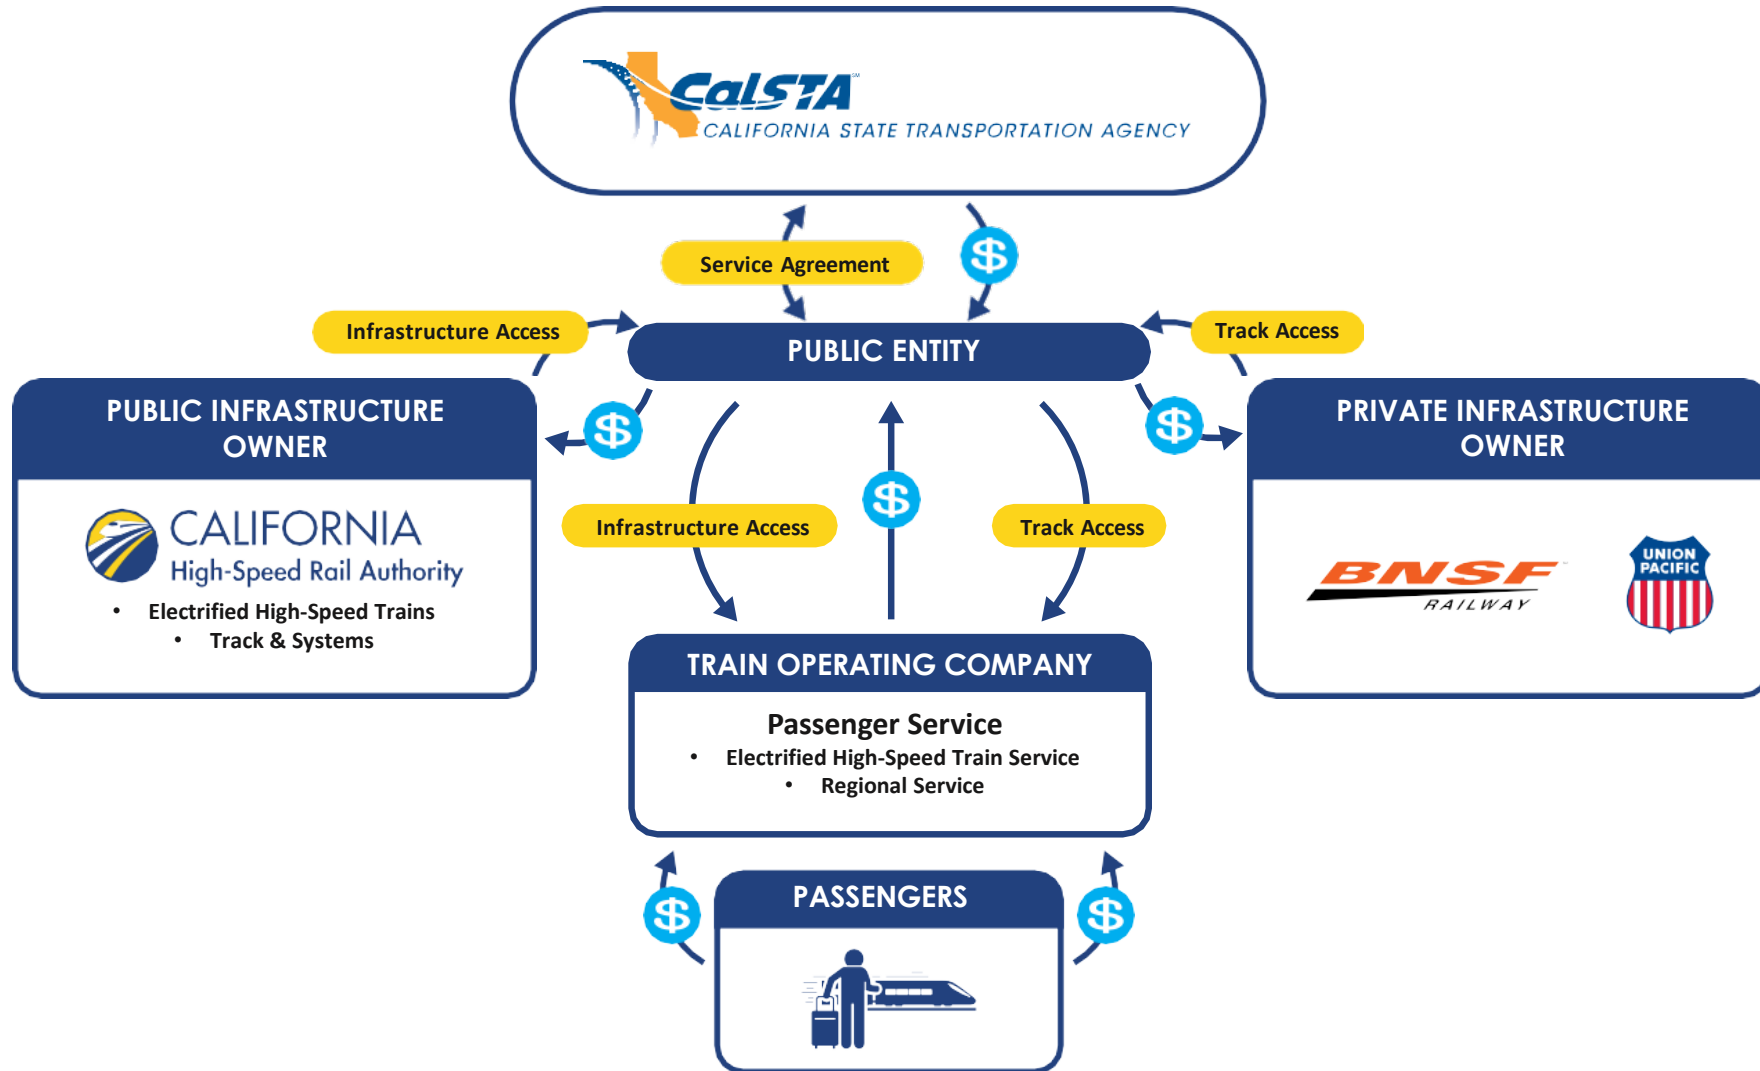 CalSTA
CALIFORNIA STATE TRANSPORTATION AGENCY
Service Agreement
$
Infrastructure Access
Track Access
PUBLIC ENTITY
PUBLIC INFRASTRUCTURE
OWNER
$
$
PRIVATE INFRASTRUCTURE
OWNER
CALIFORNIA
High-Speed Rail Authority
• Electrified High-Speed Trains
• Track & Systems
$
Infrastructure Access
Track Access
BNSF
RAILWAY
UNION
PACIFIC
TRAIN OPERATING COMPANY
Passenger Service
• Electrified High-Speed Train Service
• Regional Service
PASSENGERS
$
$